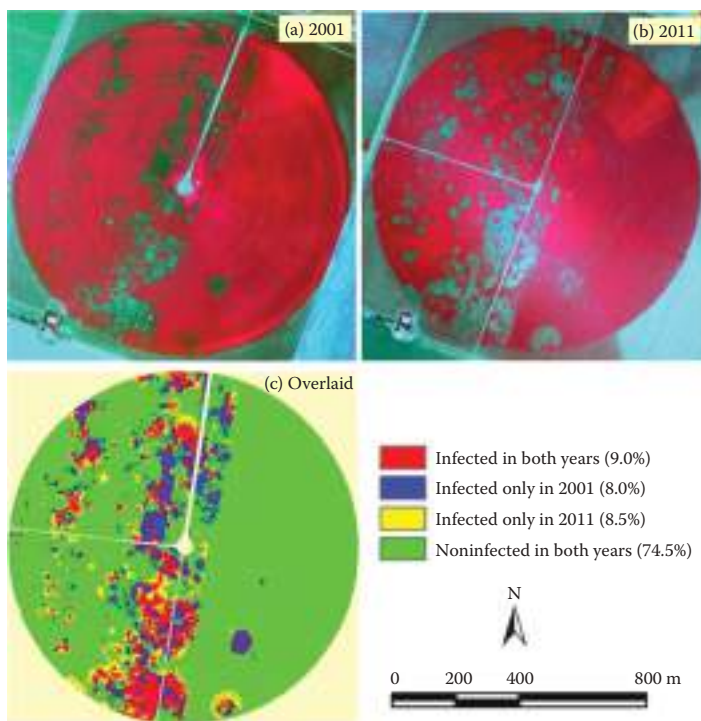 (a) 2001
(b) 2011
(c) Overlaid
Infected in both years (9.0%)
Infected only in 2001 (8.0%)
Infected only in 2011 (8.5%)
Noninfected in both years (74.5%)
N
0 200 400 800 m